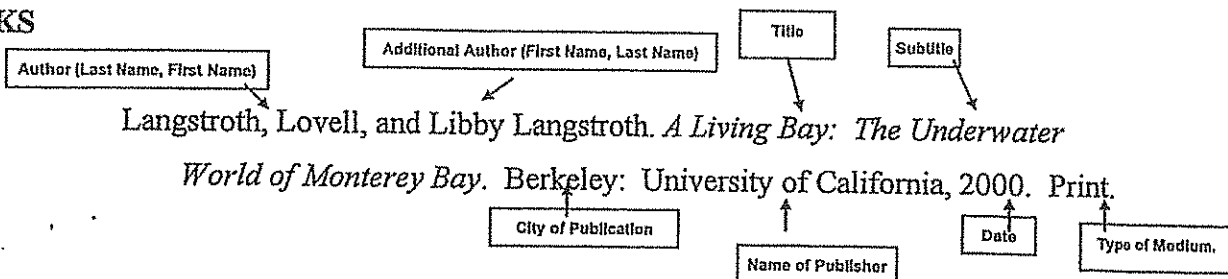 KS
Author (Last Name, First Name)
Additional Author (First Name, Last Name)
Title
Subtitle
Langstroth, Lovell, and Libby Langstroth. A Living Bay: The Underwater
World of Monterey Bay. Berkeley: University of California, 2000. Print.
City of Publication
Name of Publisher
Date
Type of Medium.